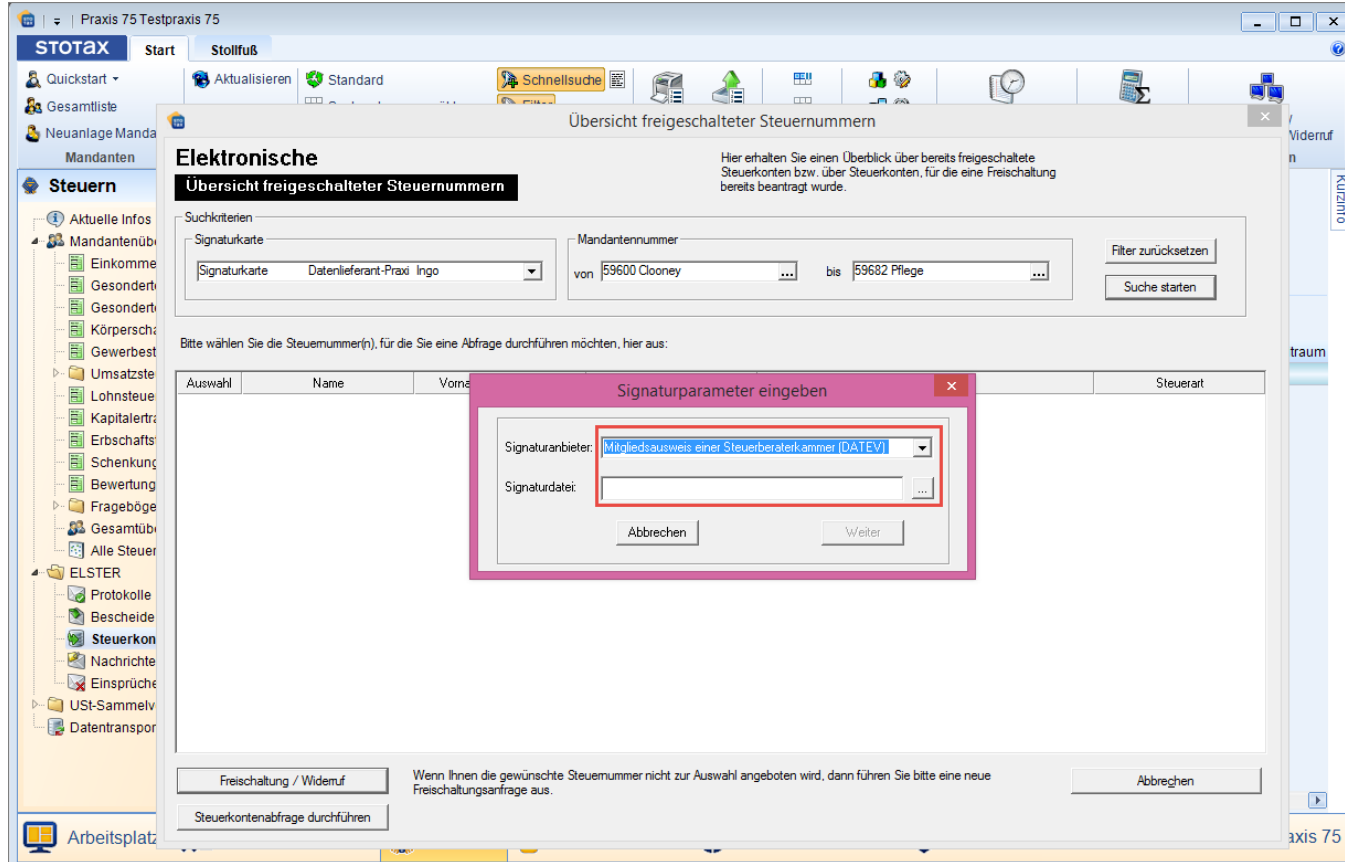 Praxis 75 Testpraxis 75
STOTAX Start Stollfuß
Quickstart
Aktualisieren
Standard
Schnellsuche
Gesamtliste
Filter
Neuanlage Manda
Widerruf
Mandanten
Steuern
Aktuelle Infos
Mandantenüb
Einkomme
Gesonderte
Gesonderte
Körperscha
Gewerbest
Umsatzste
Lohnsteue
Kapitalertra
Erbschafts
Schenkung
Bewertung
Frageböge
Gesamtübe
Alle Steuer
ELSTER
Protokolle
Bescheide
Steuerkon
Nachrichte
Einsprüche
USt-Sammelv
Datentranspor
Kurzinfo
traum
Übersicht freigeschalteter Steuernummern
Elektronische
Übersicht freigeschalteter Steuernummern
Hier erhalten Sie einen Überblick über bereits freigeschaltete
Steuerkonten bzw. über Steuerkonten, für die eine Freischaltung
bereits beantragt wurde.
Suchkriterien
Signaturkarte
Signaturkarte Datenlieferant-Praxi Ingo
Mandantennummer
von 59600 Clooney ... bis 59682 Pflege ...
Filter zurücksetzen
Suche starten
Bitte wählen Sie die Steuernummer(n), für die Sie eine Abfrage durchführen möchten, hier aus:
Auswahl Name Vorna Steuerart
Signaturparameter eingeben
Signaturanbieter: Mitgliedsausweis einer Steuerberaterkammer (DATEV)
Signaturdatei: ...
Abbrechen Weiter
Freischaltung / Widerruf
Wenn Ihnen die gewünschte Steuernummer nicht zur Auswahl angeboten wird, dann führen Sie bitte eine neue
Freischaltungsanfrage aus.
Abbrechen
Steuerkontenabfrage durchführen
Arbeitsplatz
axis 75